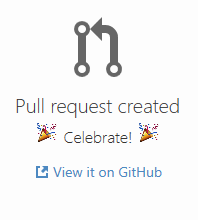 Pull request created
🎉 Celebrate! 🎉
View it on GitHub